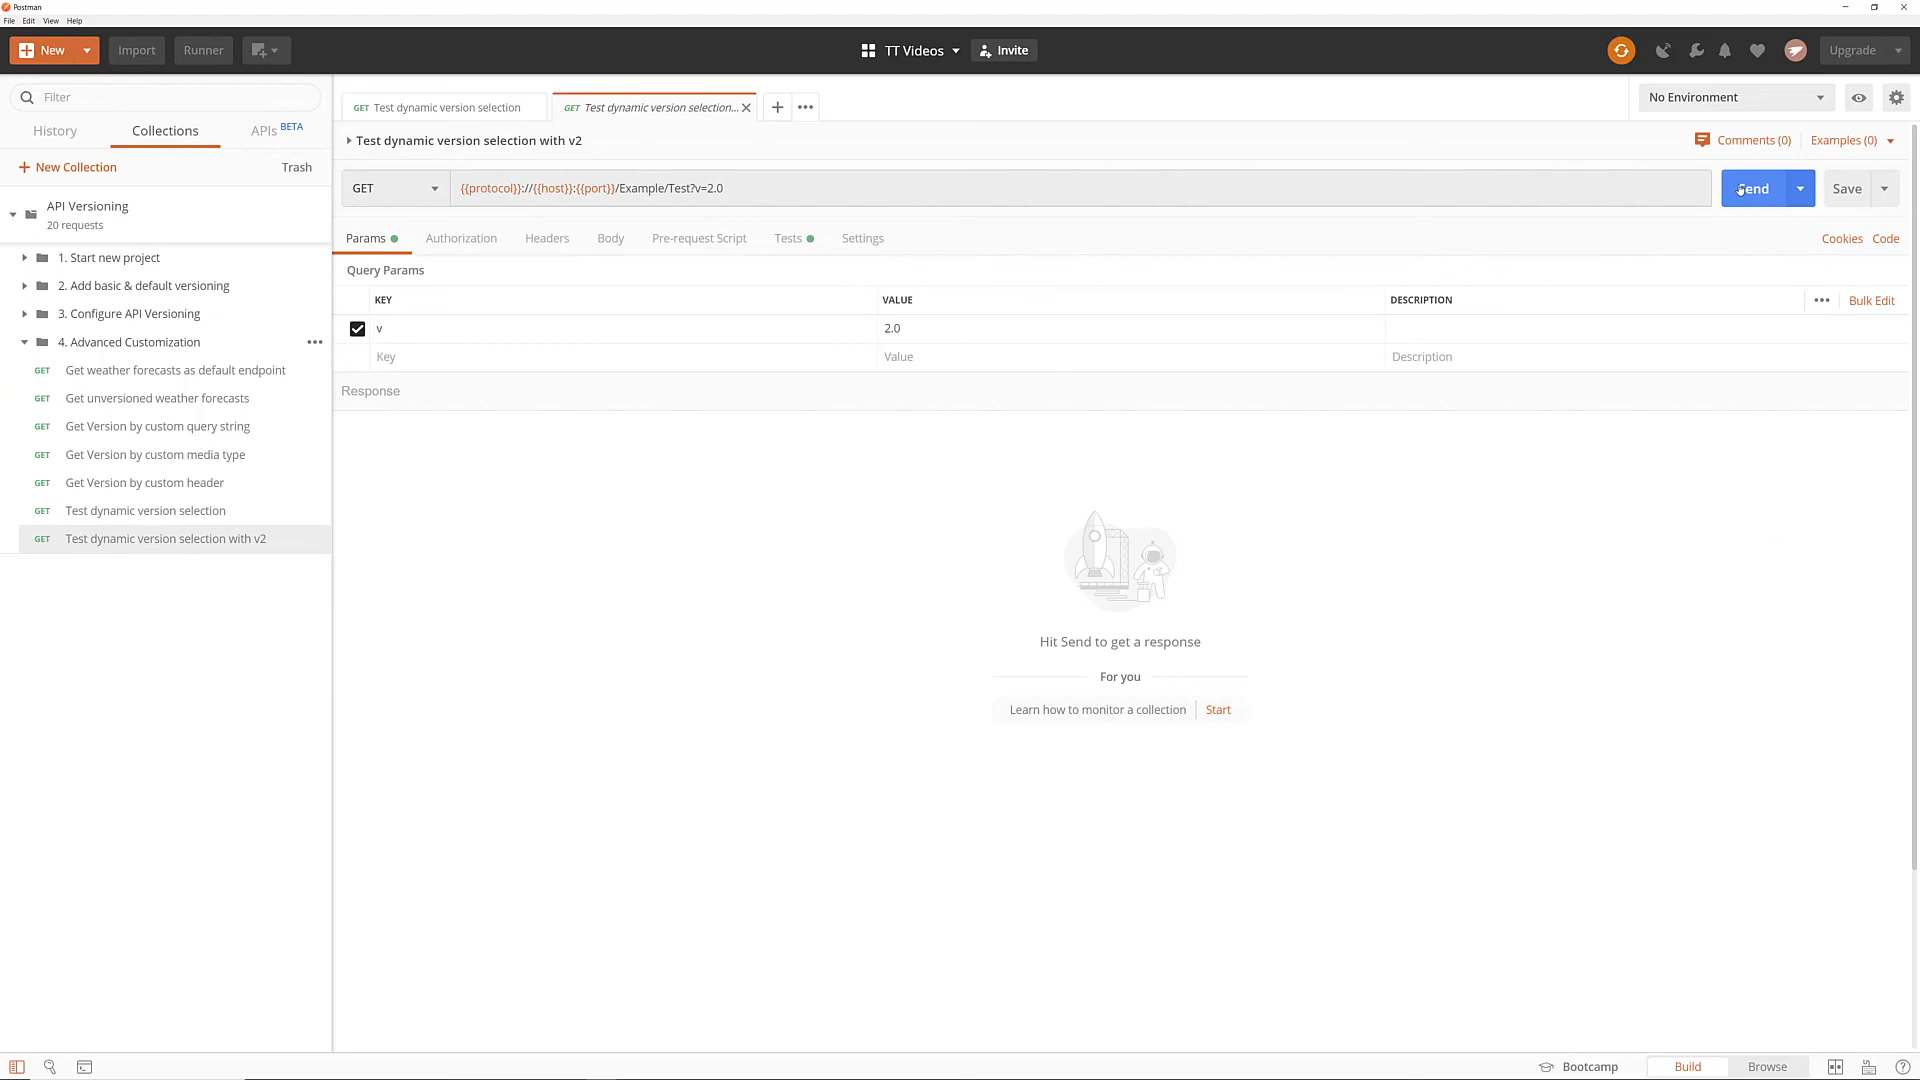 Postman
File Edit View Help
New Import Runner TT Videos Invite Upgrade
Filter
History Collections APIs BETA
New Collection Trash
API Versioning
20 requests
1. Start new project
2. Add basic & default versioning
3. Configure API Versioning
4. Advanced Customization
GET Get weather forecasts as default endpoint
GET Get unversioned weather forecasts
GET Get Version by custom query string
GET Get Version by custom media type
GET Get Version by custom header
GET Test dynamic version selection
GET Test dynamic version selection with v2
GET Test dynamic version selection GET Test dynamic version selection... No Environment
Test dynamic version selection with v2 Comments (0) Examples (0)
GET {{protocol}}://{{host}}:{{port}}/Example/Test?v=2.0 Send Save
Params Authorization Headers Body Pre-request Script Tests Settings Cookies Code
Query Params
KEY VALUE DESCRIPTION Bulk Edit
v 2.0
Key Value Description
Response
Hit Send to get a response
For you
Learn how to monitor a collection Start
Bootcamp Build Browse